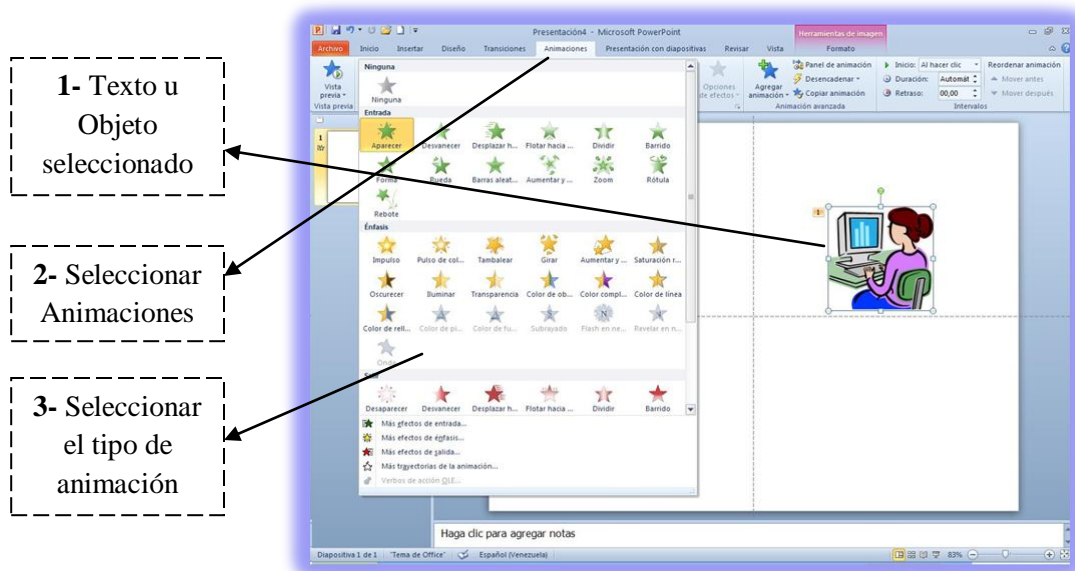 1- Texto u
Objeto
seleccionado
2- Seleccionar
Animaciones
3- Seleccionar
el tipo de
animación
Presentación4 - Microsoft PowerPoint
Herramientas de imagen
Archivo Inicio Insertar Diseño Transiciones Animaciones Presentación con diapositivas Revisar Vista Formato
Vista
previa
Vista previa
Opciones
de efectos
Agregar
animación
Panel de animación
Desencadenar
Copiar animación
Animación avanzada
Inicio: Al hacer clic
Duración: Automát
Retraso: 00,00
Intervalos
Reordenar animación
Mover antes
Mover después
Ninguna
Ninguna
Entrada
Aparecer Desvanecer Desplazar h... Flotar hacia ... Dividir Barrido
Forma Rueda Barras aleat... Aumentar y ... Zoom Rótula
Rebote
Énfasis
Impulso Pulso de col... Tambalear Girar Aumentar y ... Saturación r...
Oscurecer Iluminar Transparencia Color de ob... Color compl... Color de línea
Color de rell... Color de pi... Color de fu... Subrayado Flash en ne... Revelar en n...
Desaparecer Desvanecer Desplazar h... Flotar hacia ... Dividir Barrido
Más efectos de entrada...
Más efectos de énfasis...
Más efectos de salida...
Más trayectorias de la animación...
Verbos de acción OLE...
1
1
Haga clic para agregar notas
Diapositiva 1 de 1 "Tema de Office" Español (Venezuela) 83%